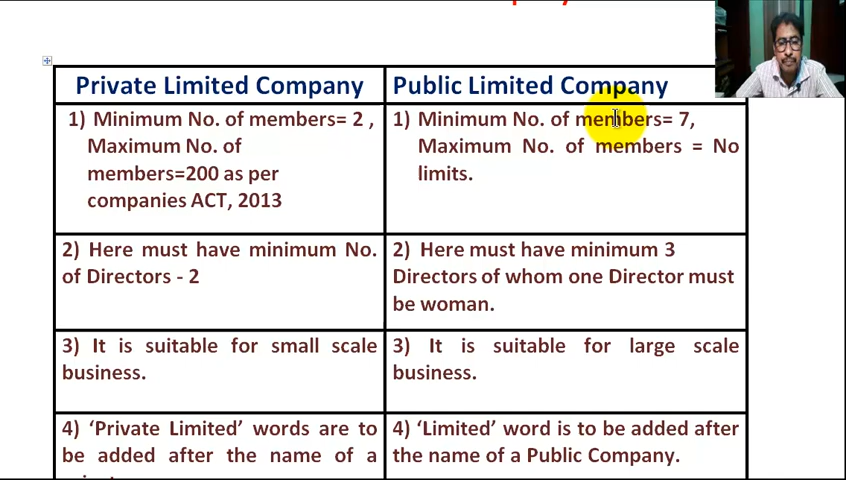 Private Limited Company
Public Limited Company
1) Minimum No. of members= 2 ,
Maximum No. of
members=200 as per
companies ACT, 2013
1) Minimum No. of members= 7,
Maximum No. of members = No
limits.
2) Here must have minimum No.
of Directors - 2
2) Here must have minimum 3
Directors of whom one Director must
be woman.
3) It is suitable for small scale
business.
3) It is suitable for large scale
business.
4) ‘Private Limited’ words are to
be added after the name of a
4) ‘Limited’ word is to be added after
the name of a Public Company.